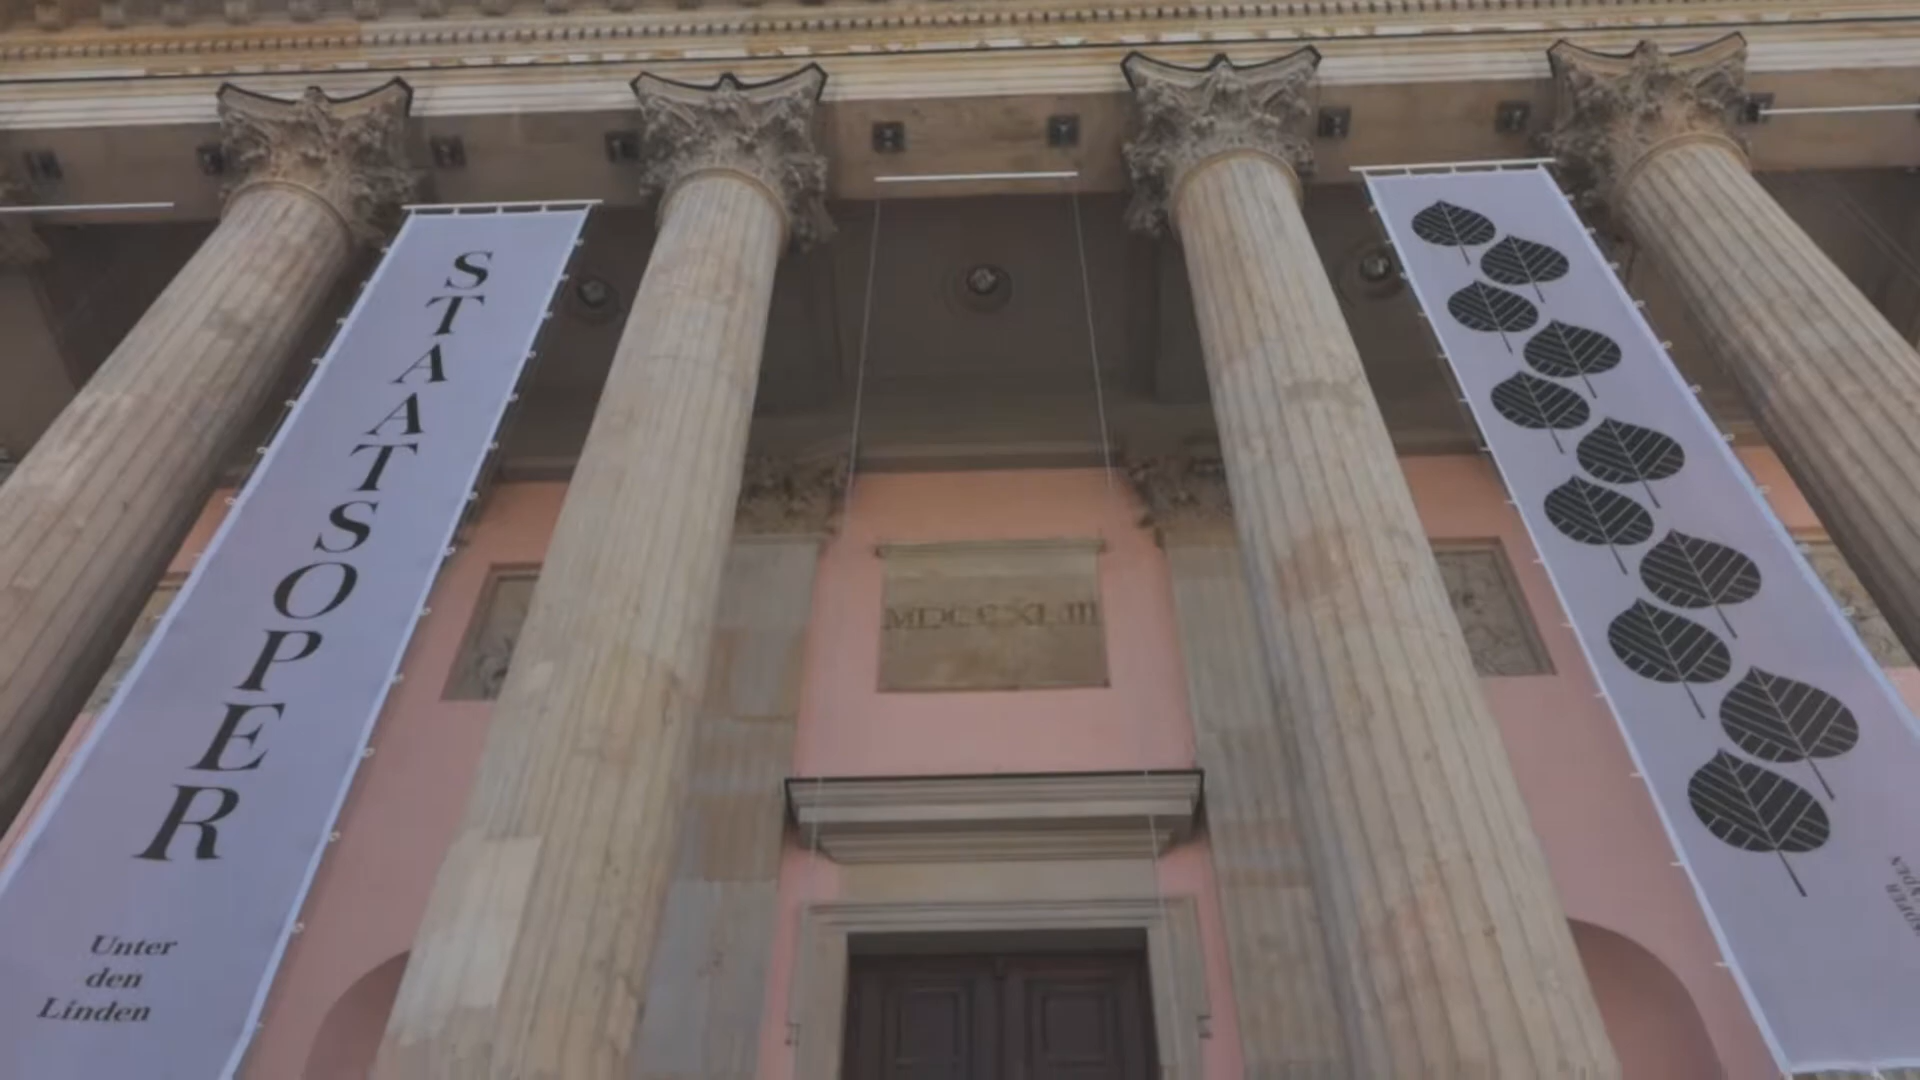 STAATSOPER
Unter
den
Linden
MDCCXLIII